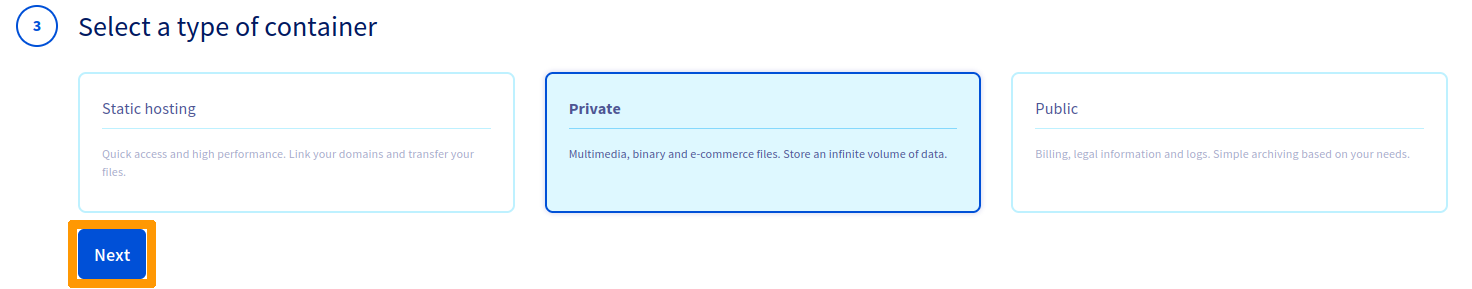 3
Select a type of container
Static hosting
Quick access and high performance. Link your domains and transfer your
files.
Private
Multimedia, binary and e-commerce files. Store an infinite volume of data.
Public
Billing, legal information and logs. Simple archiving based on your needs.
Next